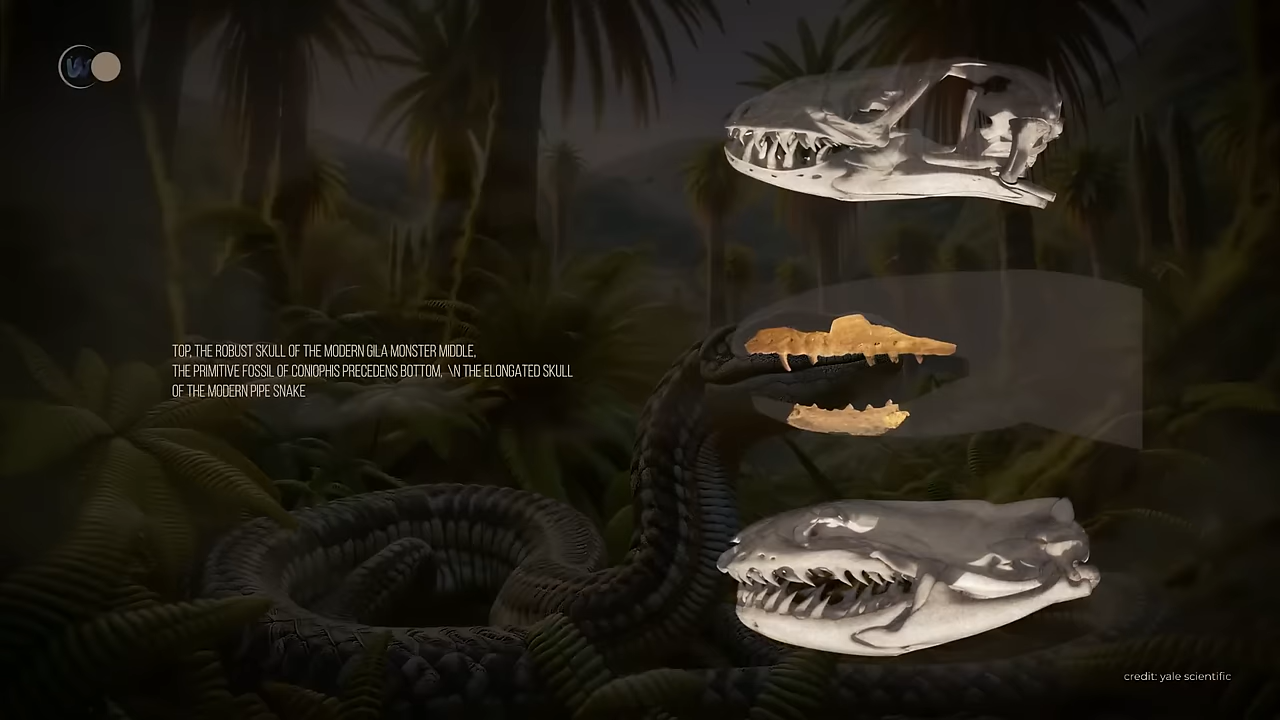 TOP, THE ROBUST SKULL OF THE MODERN GILA MONSTER MIDDLE,
THE PRIMITIVE FOSSIL OF CONIOPHIS PRECEDENS BOTTOM, \N THE ELONGATED SKULL
OF THE MODERN PIPE SNAKE
credit: yale scientific